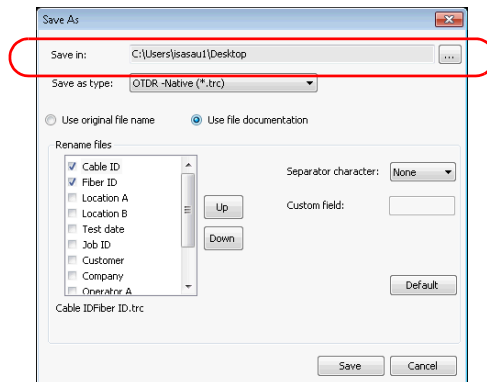 Save As
Save in: C:\Users\isasau1\Desktop ...
Save as type: OTDR -Native (*.trc)
Use original file name Use file documentation
Rename files
Cable ID
Fiber ID
Location A
Location B
Test date
Job ID
Customer
Company
Operator A
Up
Down
Separator character: None
Custom field:
Default
Cable IDFiber ID.trc
Save Cancel